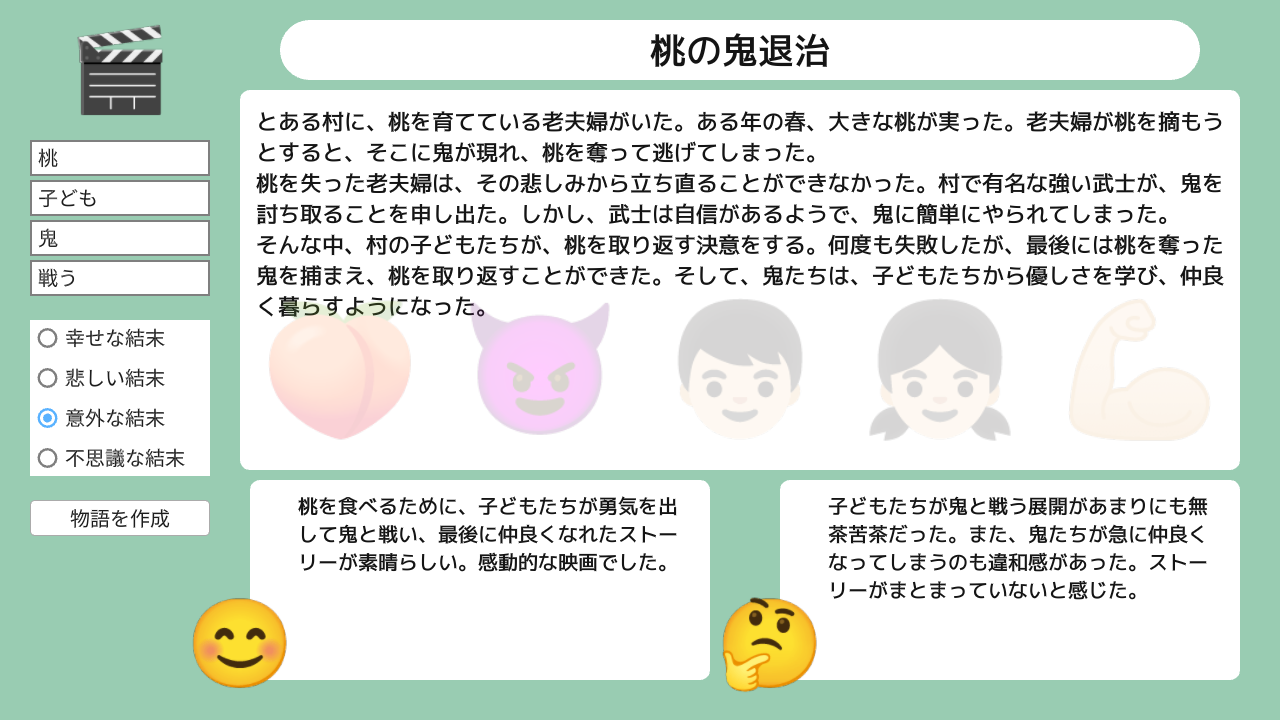 桃の鬼退治
桃
子ども
鬼
戦う
幸せな結末
悲しい結末
意外な結末
不思議な結末
物語を作成
とある村に、桃を育てている老夫婦がいた。ある年の春、大きな桃が実った。老夫婦が桃を摘もう
とすると、そこに鬼が現れ、桃を奪って逃げてしまった。
桃を失った老夫婦は、その悲しみから立ち直ることができなかった。村で有名な強い武士が、鬼を
討ち取ることを申し出た。しかし、武士は自信があるようで、鬼に簡単にやられてしまった。
そんな中、村の子どもたちが、桃を取り返す決意をする。何度も失敗したが、最後には桃を奪った
鬼を捕まえ、桃を取り返すことができた。そして、鬼たちは、子どもたちから優しさを学び、仲良
く暮らすようになった。
桃を食べるために、子どもたちが勇気を出
して鬼と戦い、最後に仲良くなれたストー
リーが素晴らしい。感動的な映画でした。
子どもたちが鬼と戦う展開があまりにも無
茶苦茶だった。また、鬼たちが急に仲良く
なってしまうのも違和感があった。ストー
リーがまとまっていないと感じた。